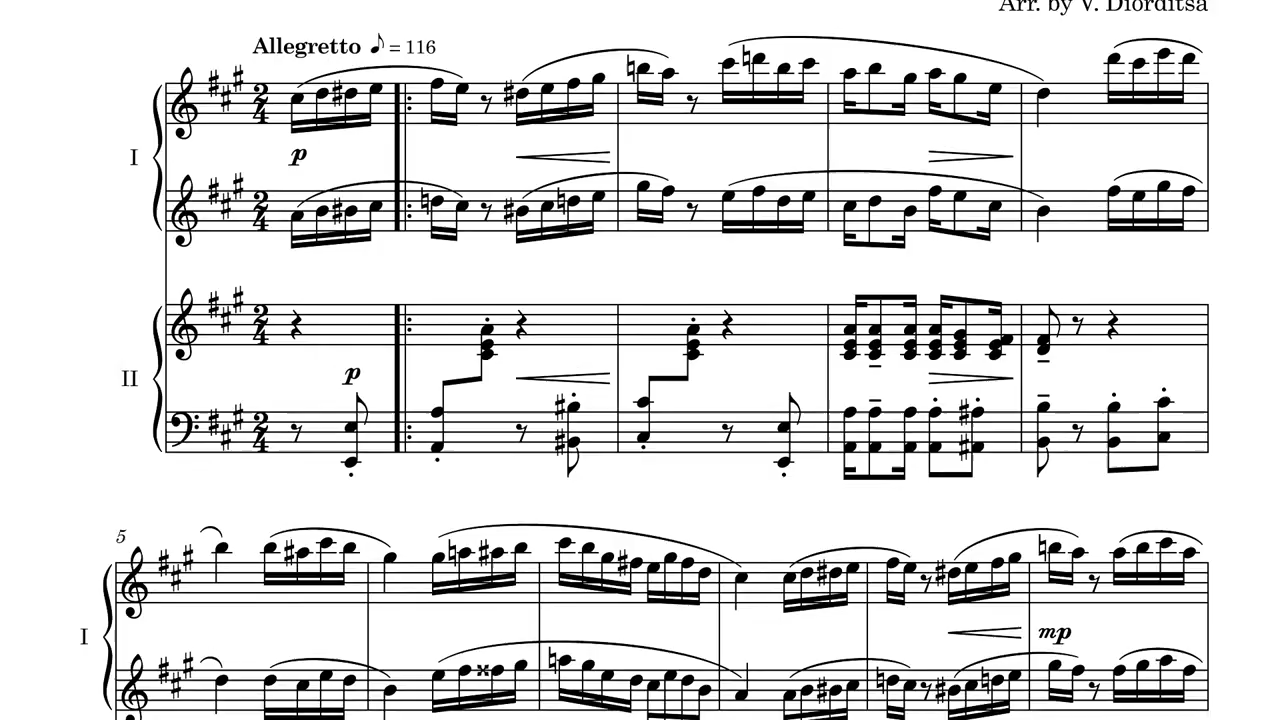 Arr. by V. Diorditsa
Allegretto ♪ = 116
I
p
II
p
5
I
mp